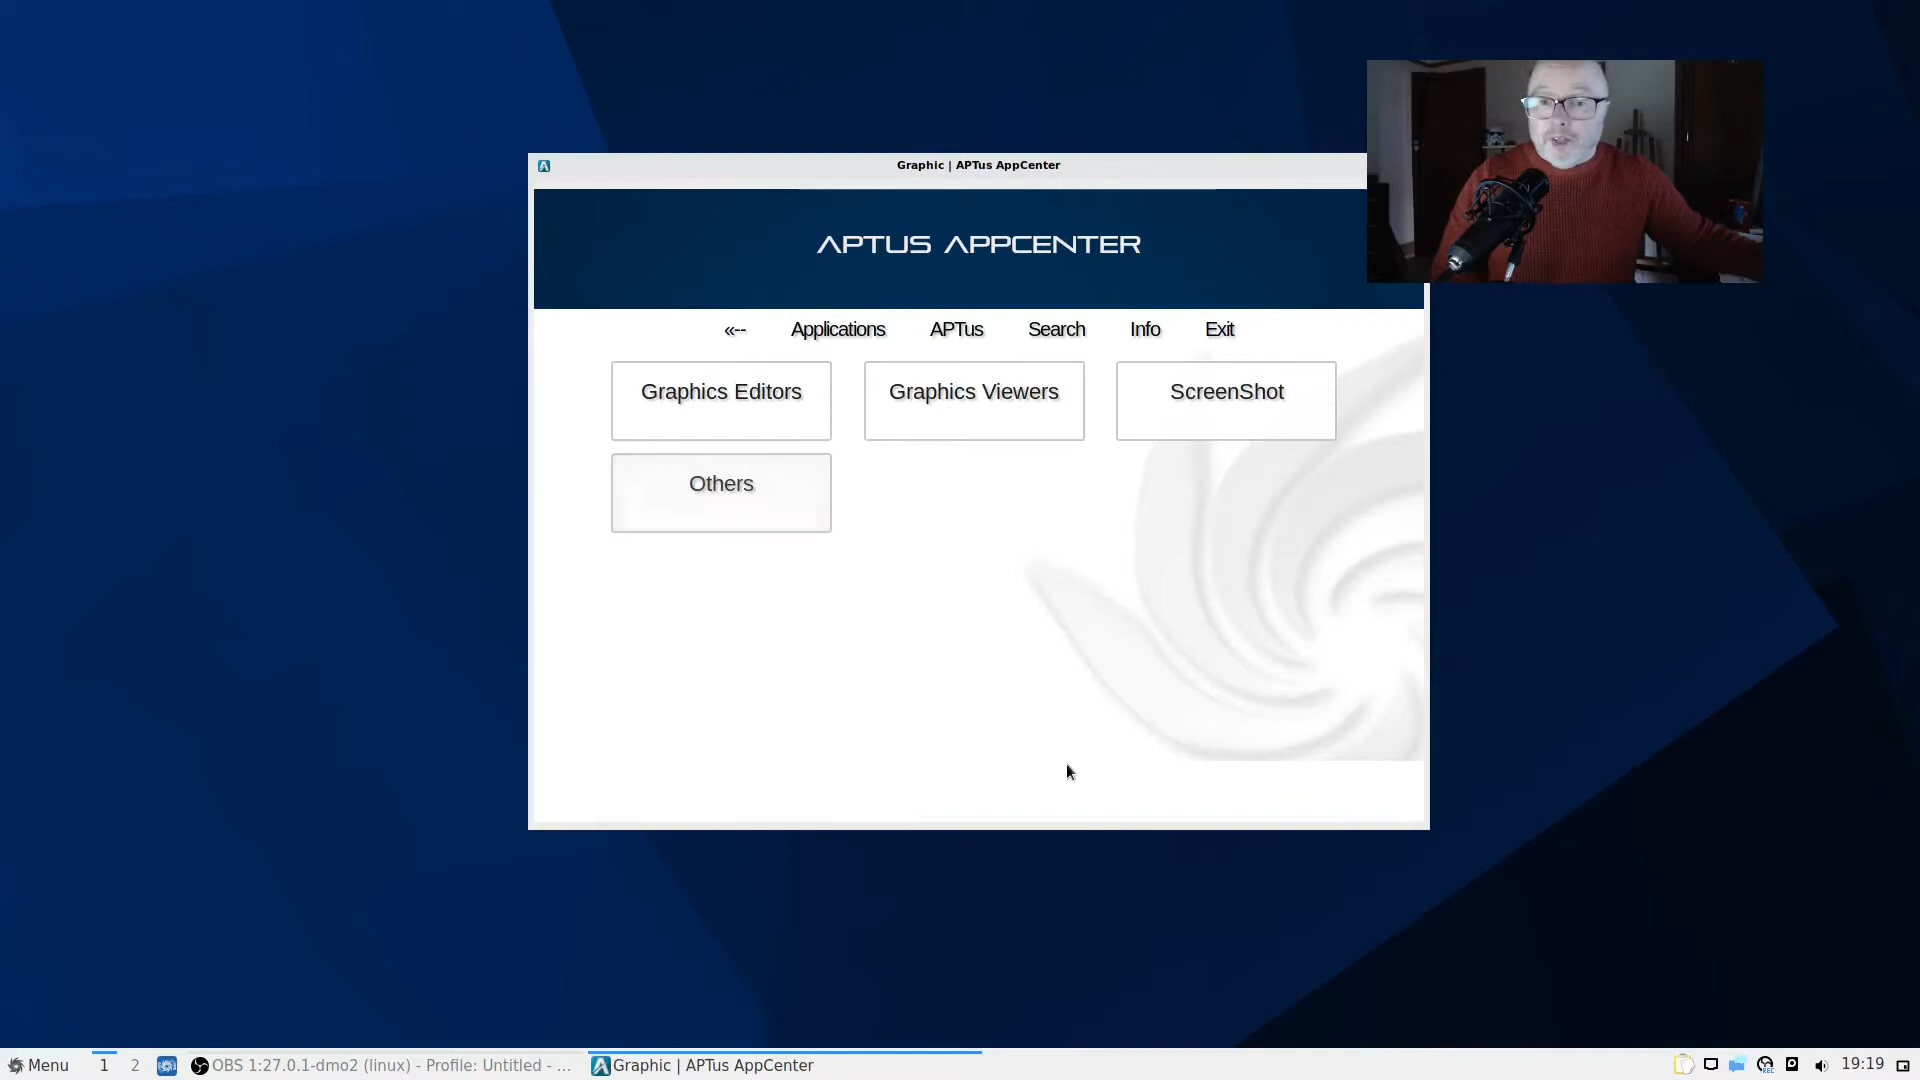 Graphic | APTus AppCenter
APTUS APPCENTER
«-- Applications APTus Search Info Exit
Graphics Editors Graphics Viewers ScreenShot
Others
Menu 1 2 OBS 1:27.0.1-dmo2 (linux) - Profile: Untitled - ... Graphic | APTus AppCenter REC 19:19